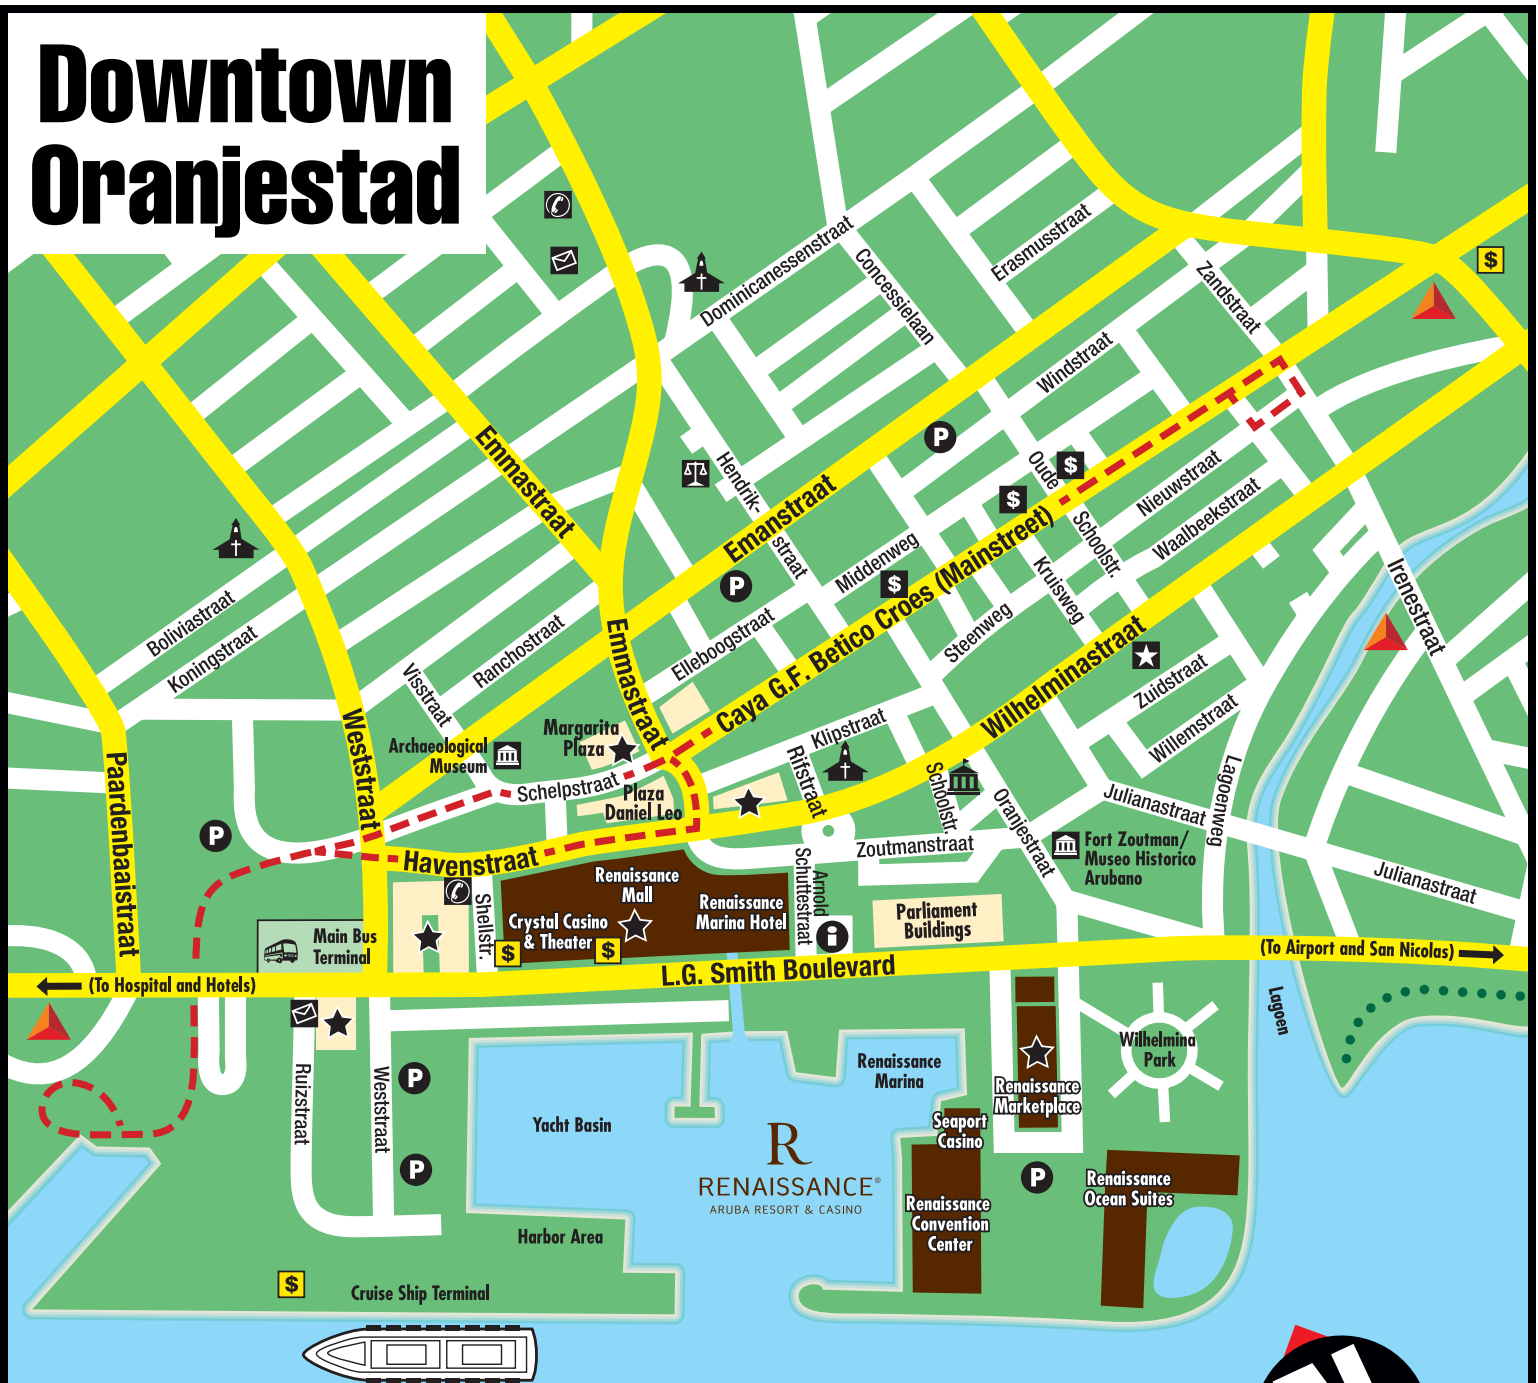 Downtown
Oranjestad
Dominicanessenstraat
Concessielaan
Erasmusstraat
Zandstraat
$
Windstraat
P
Emmastraat
Hendrik-
straat
Emanstraat
Oude
Schoolstr.
$
$
Nieuwstraat
Waalbeekstraat
Middenweg
$
P
Caya G.F. Betico Croes (Mainstreet)
Kruisweg
Irenestraat
Boliviastraat
Koningstraat
Ranchostraat
Visstraat
Emmastraat
Elleboogstraat
Steenweg
Wilhelminastraat
Zuidstraat
Willemstraat
Weststraat
Archaeological
Museum
Margarita
Plaza
Klipstraat
Rifstraat
Schoolstr.
Oranjestraat
Julianastraat
Lagoenweg
Paardenbaaistraat
P
Schelpstraat
Plaza
Daniel Leo
Havenstraat
Zoutmanstraat
Fort Zoutman/
Museo Historico
Arubano
Julianastraat
Renaissance
Mall
Renaissance
Marina Hotel
Crystal Casino
& Theater
$
$
Shellstr.
Arnold
Schuttestraat
i
Parliament
Buildings
Main Bus
Terminal
L.G. Smith Boulevard
(To Hospital and Hotels)
(To Airport and San Nicolas)
Lagoen
Ruizstraat
Weststraat
P
P
Yacht Basin
Renaissance
Marina
Renaissance
Marketplace
Wilhelmina
Park
Seaport
Casino
R
RENAISSANCE®
ARUBA RESORT & CASINO
Renaissance
Convention
Center
P
Renaissance
Ocean Suites
Harbor Area
$
Cruise Ship Terminal